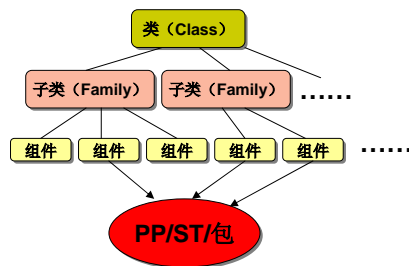 类（Class）
子类（Family） 子类（Family） ......
组件 组件 组件 组件 组件 ......
PP/ST/包